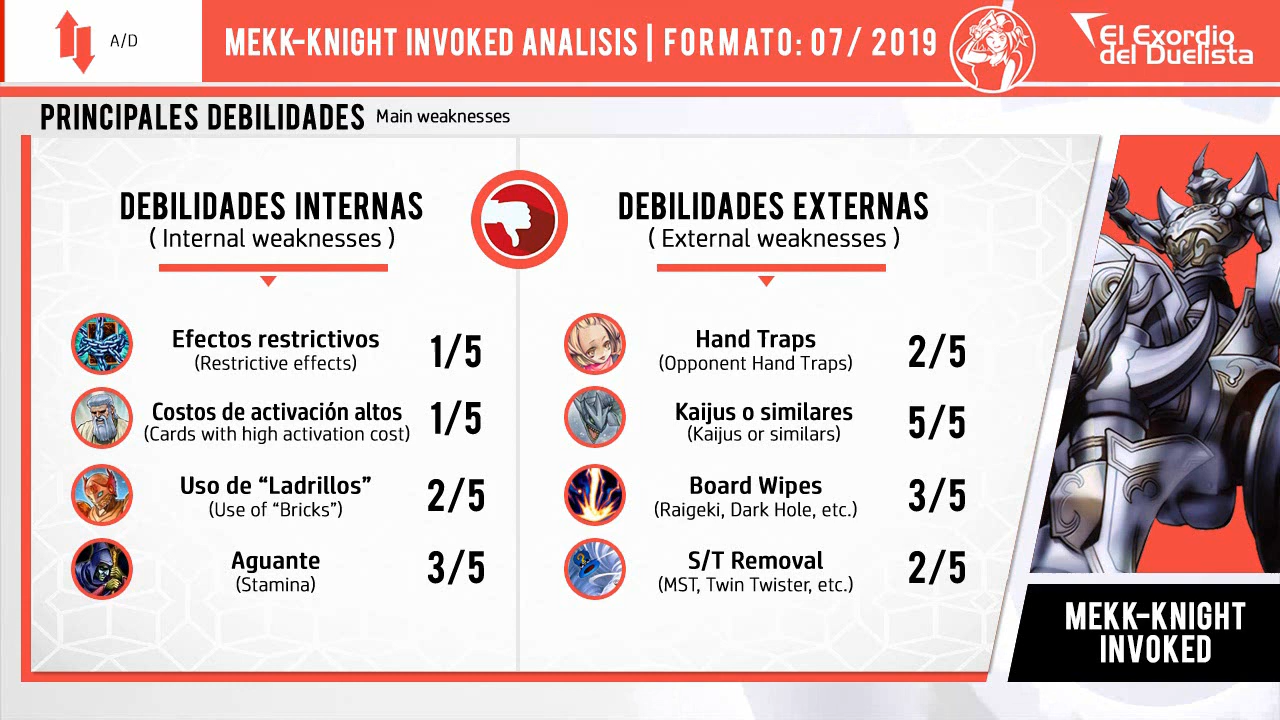 A/D
MEKK-KNIGHT INVOKED ANALISIS | FORMATO: 07/ 2019
El Exordio
del Duelista
PRINCIPALES DEBILIDADES Main weaknesses
DEBILIDADES INTERNAS
( Internal weaknesses )
Efectos restrictivos
(Restrictive effects)
1/5
Costos de activación altos
(Cards with high activation cost)
1/5
Uso de “Ladrillos”
(Use of “Bricks”)
2/5
Aguante
(Stamina)
3/5
DEBILIDADES EXTERNAS
( External weaknesses )
Hand Traps
(Opponent Hand Traps)
2/5
Kaijus o similares
(Kaijus or similars)
5/5
Board Wipes
(Raigeki, Dark Hole, etc.)
3/5
S/T Removal
(MST, Twin Twister, etc.)
2/5
MEKK-KNIGHT
INVOKED